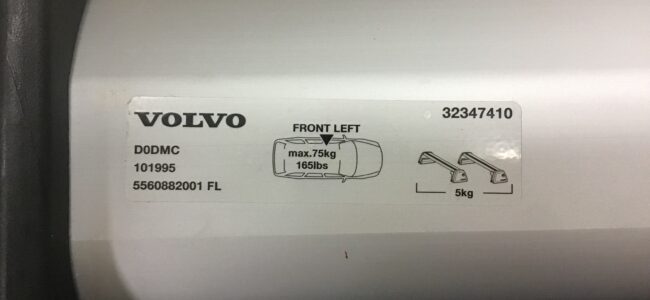 VOLVO
D0DMC
101995
5560882001 FL
FRONT LEFT
max.75kg
165lbs
32347410
5kg